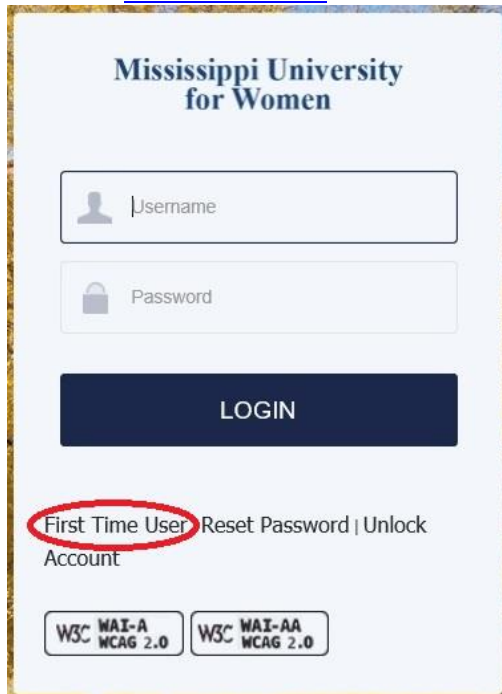 Mississippi University
for Women
Username
Password
LOGIN
First Time User Reset Password | Unlock
Account
W3C WAI-A WCAG 2.0 W3C WAI-AA WCAG 2.0